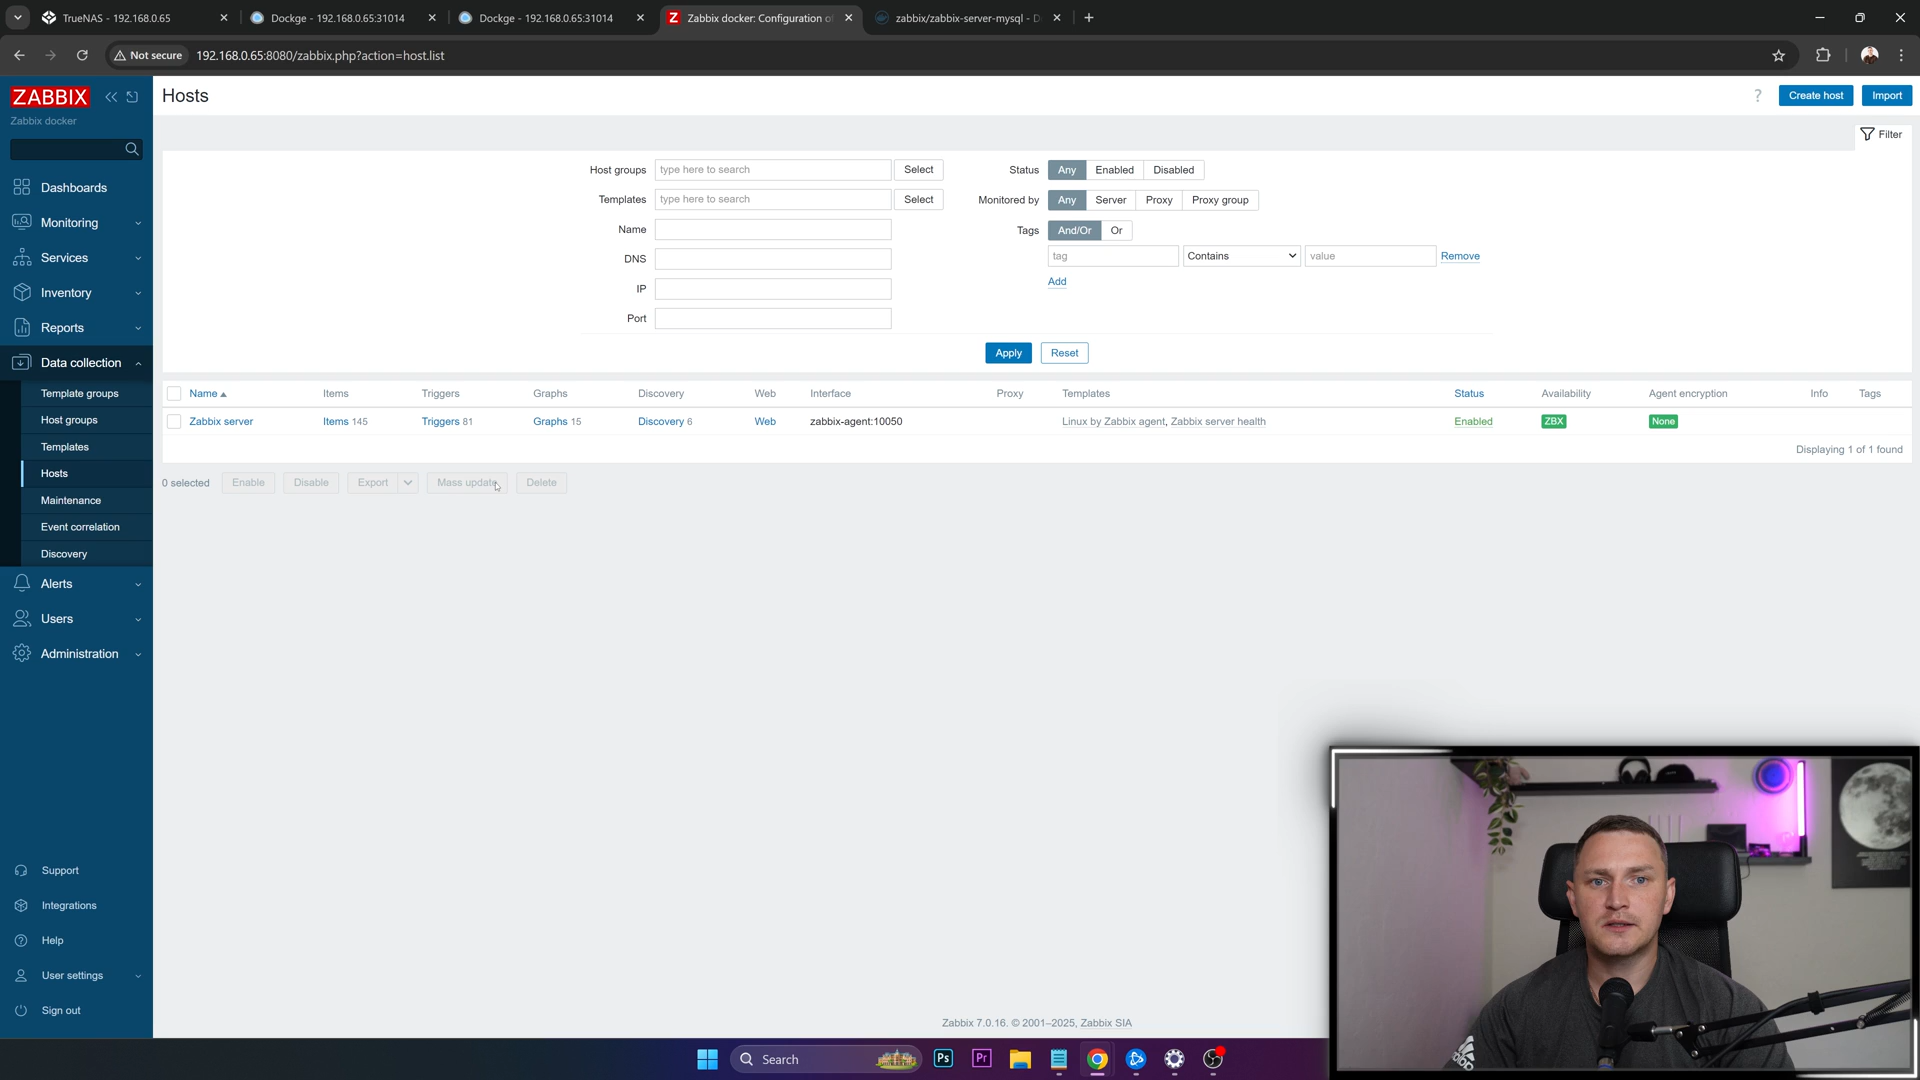 TrueNAS - 192.168.0.65
Dockge - 192.168.0.65:31014
Dockge - 192.168.0.65:31014
Zabbix docker: Configuration of
zabbix/zabbix-server-mysql - D
Not secure
192.168.0.65:8080/zabbix.php?action=host.list
ZABBIX
Zabbix docker
Dashboards
Monitoring
Services
Inventory
Reports
Data collection
Template groups
Host groups
Templates
Hosts
Maintenance
Event correlation
Discovery
Alerts
Users
Administration
Support
Integrations
Help
User settings
Sign out
Hosts
?
Create host
Import
Filter
Host groups
type here to search
Select
Status
Any
Enabled
Disabled
Templates
type here to search
Select
Monitored by
Any
Server
Proxy
Proxy group
Name
Tags
And/Or
Or
DNS
tag
Contains
value
Remove
Add
IP
Port
Apply
Reset
Name Items Triggers Graphs Discovery Web Interface Proxy Templates Status Availability Agent encryption Info Tags
Zabbix server Items 145 Triggers 81 Graphs 15 Discovery 6 Web zabbix-agent:10050 Linux by Zabbix agent, Zabbix server health Enabled ZBX None
Displaying 1 of 1 found
0 selected
Enable
Disable
Export
Mass update
Delete
Zabbix 7.0.16. © 2001–2025, Zabbix SIA
Search
Ps
Pr
adidas